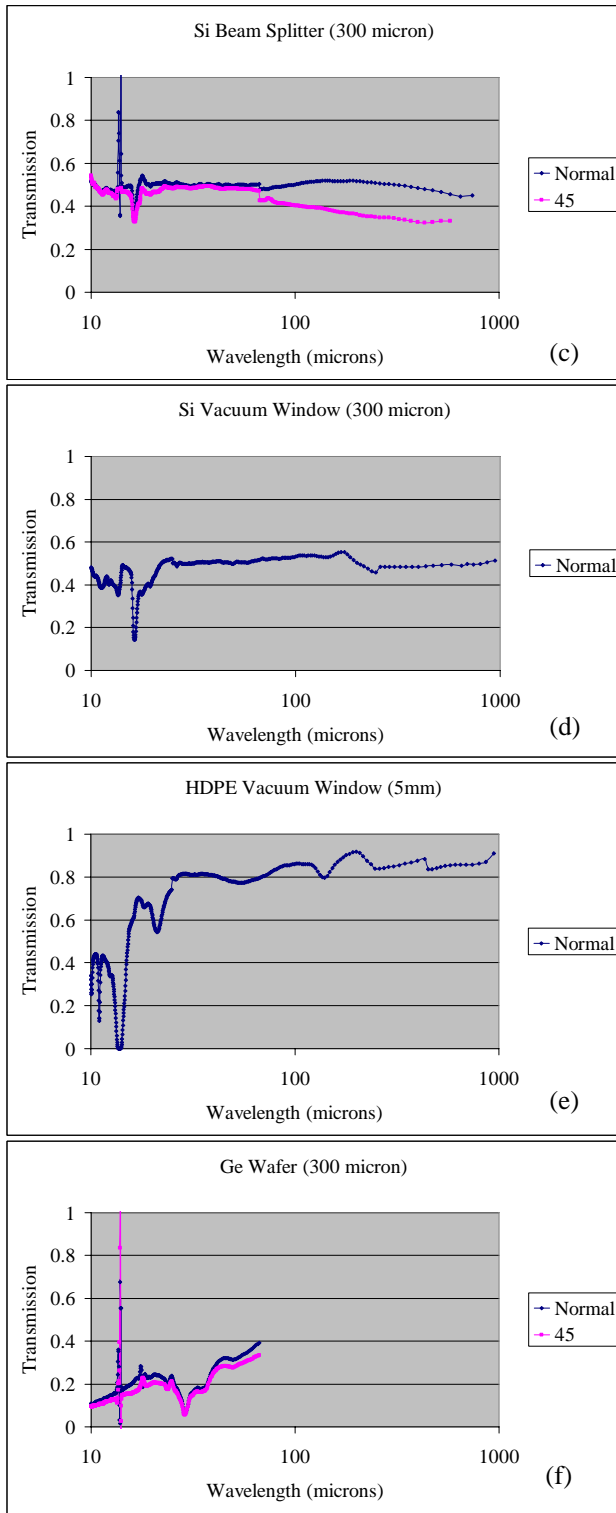 Si Beam Splitter (300 micron)
1
0.8
0.6
0.4
0.2
0
Transmission
10
100
1000
Wavelength (microns)
Normal
45
(c)
Si Vacuum Window (300 micron)
1
0.8
0.6
0.4
0.2
0
Transmission
10
100
1000
Wavelength (microns)
Normal
(d)
HDPE Vacuum Window (5mm)
1
0.8
0.6
0.4
0.2
0
Transmission
10
100
1000
Wavelength (microns)
Normal
(e)
Ge Wafer (300 micron)
1
0.8
0.6
0.4
0.2
0
Transmission
10
100
1000
Wavelength (microns)
Normal
45
(f)